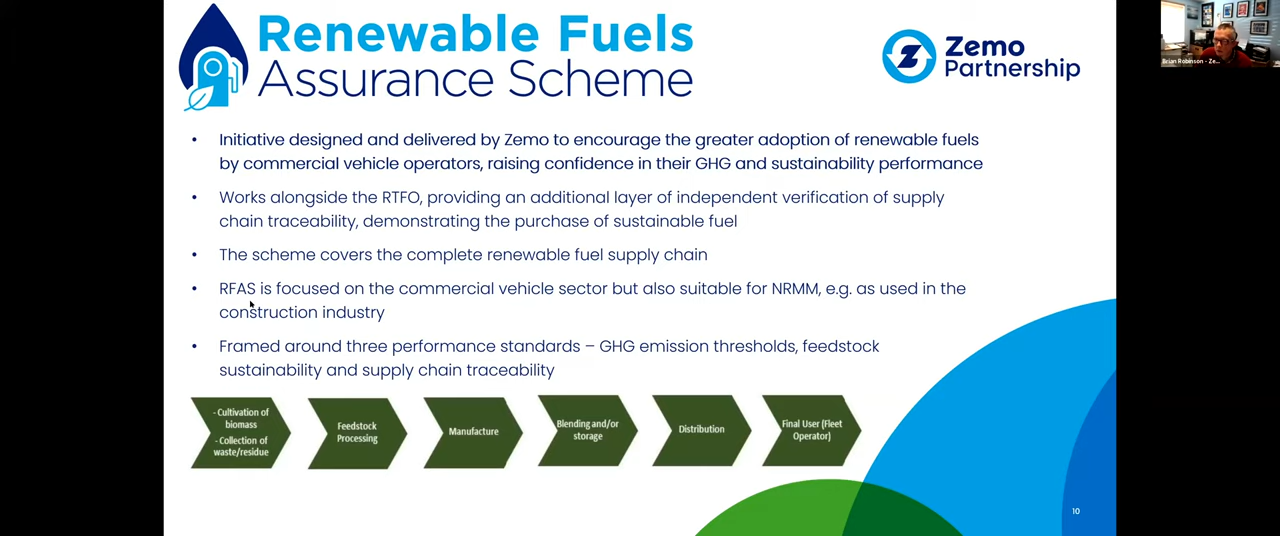 Renewable Fuels
Assurance Scheme
Zemo
Partnership
Brian Robinson - Ze...
• Initiative designed and delivered by Zemo to encourage the greater adoption of renewable fuels
by commercial vehicle operators, raising confidence in their GHG and sustainability performance
• Works alongside the RTFO, providing an additional layer of independent verification of supply
chain traceability, demonstrating the purchase of sustainable fuel
• The scheme covers the complete renewable fuel supply chain
• RFAS is focused on the commercial vehicle sector but also suitable for NRMM, e.g. as used in the
construction industry
• Framed around three performance standards – GHG emission thresholds, feedstock
sustainability and supply chain traceability
- Cultivation of
biomass
- Collection of
waste/residue
Feedstock
Processing
Manufacture
Blending and/or
storage
Distribution
Final User (Fleet
Operator)
10